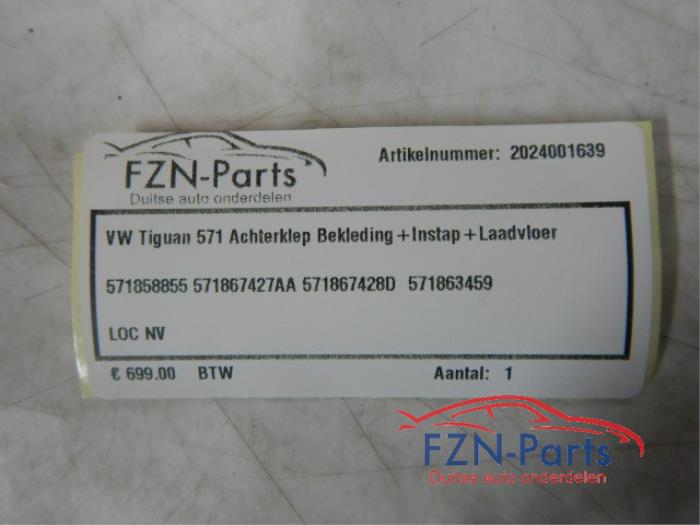 FZN-Parts
Duitse auto onderdelen
Artikelnummer: 2024001639
VW Tiguan 571 Achterklep Bekleding+Instap+Laadvloer
571858855 571867427AA 571867428D 571863459
LOC NV
€ 699.00 BTW Aantal: 1
FZN-Parts
Duitse auto onderdelen